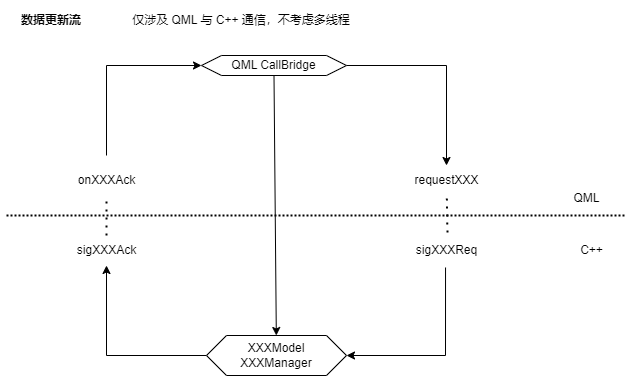 数据更新流 仅涉及 QML 与 C++ 通信，不考虑多线程
QML CallBridge
onXXXAck requestXXX
QML
sigXXXAck sigXXXReq C++
XXXModel
XXXManager